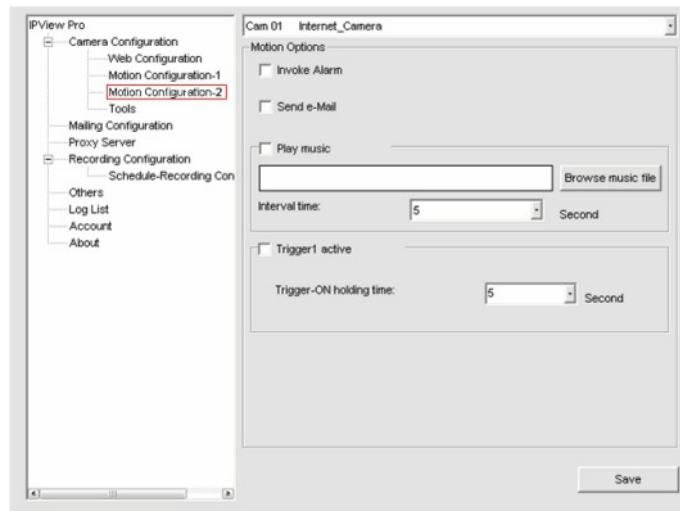 IPView Pro
Camera Configuration
Web Configuration
Motion Configuration-1
Motion Configuration-2
Tools
Mailing Configuration
Proxy Server
Recording Configuration
Schedule-Recording Con
Others
Log List
Account
About
Cam 01 Internet_Camera
Motion Options
Invoke Alarm
Send e-Mail
Play music
Browse music file
Interval time: 5 Second
Trigger1 active
Trigger-ON holding time: 5 Second
Save